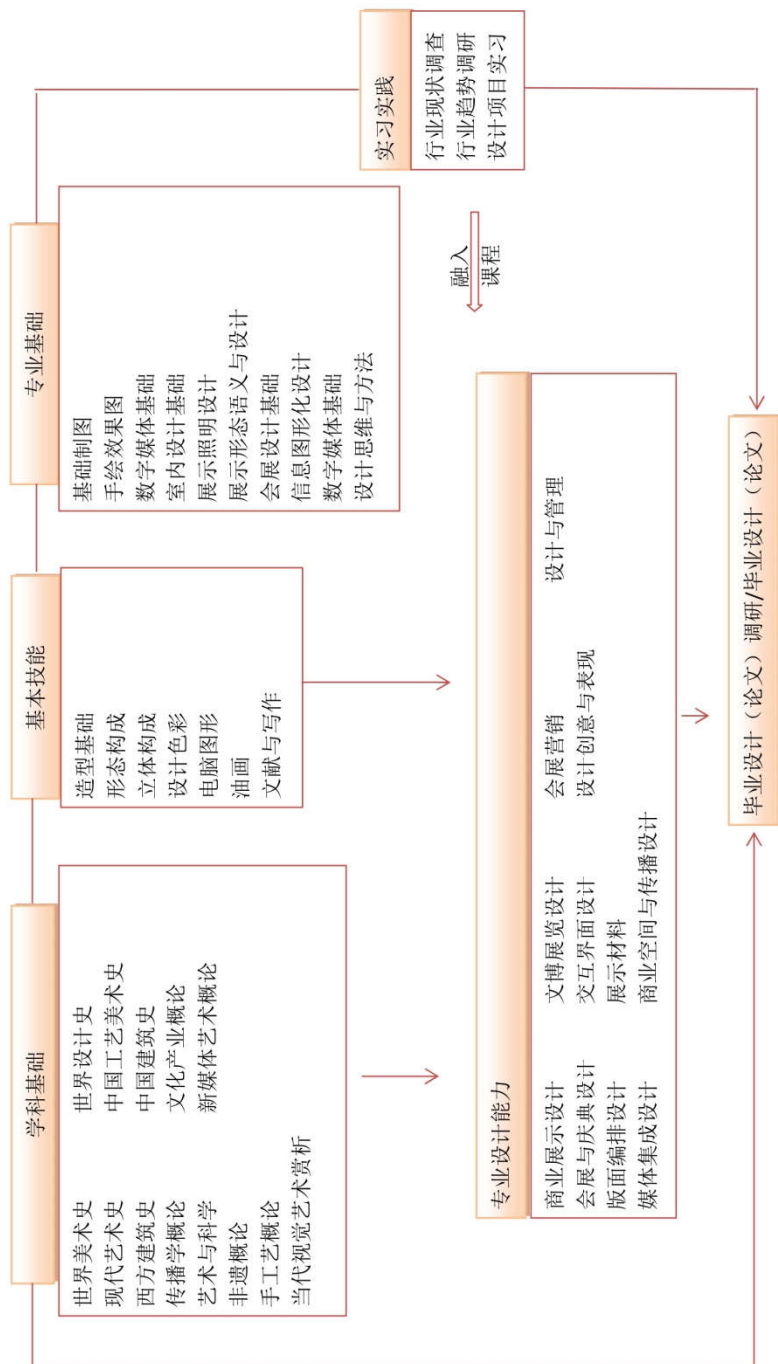 学科基础
世界美术史
现代艺术史
西方建筑史
传播学概论
艺术与科学
非遗概论
手工艺概论
当代视觉艺术赏析
世界设计史
中国工艺美术史
中国建筑史
文化产业概论
新媒体艺术概论
基本技能
造型基础
形态构成
立体构成
设计色彩
电脑图形
油画
文献与写作
专业基础
基础制图
手绘效果图
数字媒体基础
室内设计基础
展示照明设计
展示形态语义与设计
会展设计基础
信息图形化设计
数字媒体基础
设计思维与方法
实习实践
行业现状调查
行业趋势调研
设计项目实习
融入
课程
专业设计能力
商业展示设计
会展与庆典设计
版面编排设计
媒体集成设计
文博展览设计
交互界面设计
展示材料
商业空间与传播设计
会展营销
设计创意与表现
设计与管理
毕业设计（论文）调研/毕业设计（论文）